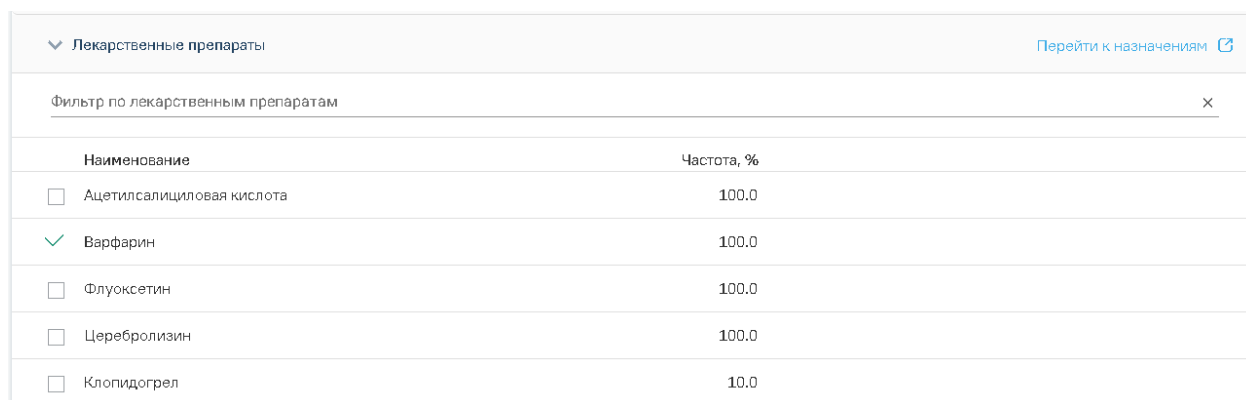 Лекарственные препараты Перейти к назначениям
Фильтр по лекарственным препаратам
Наименование Частота, %
Ацетилсалициловая кислота 100.0
Варфарин 100.0
Флуоксетин 100.0
Церебролизин 100.0
Клопидогрел 10.0